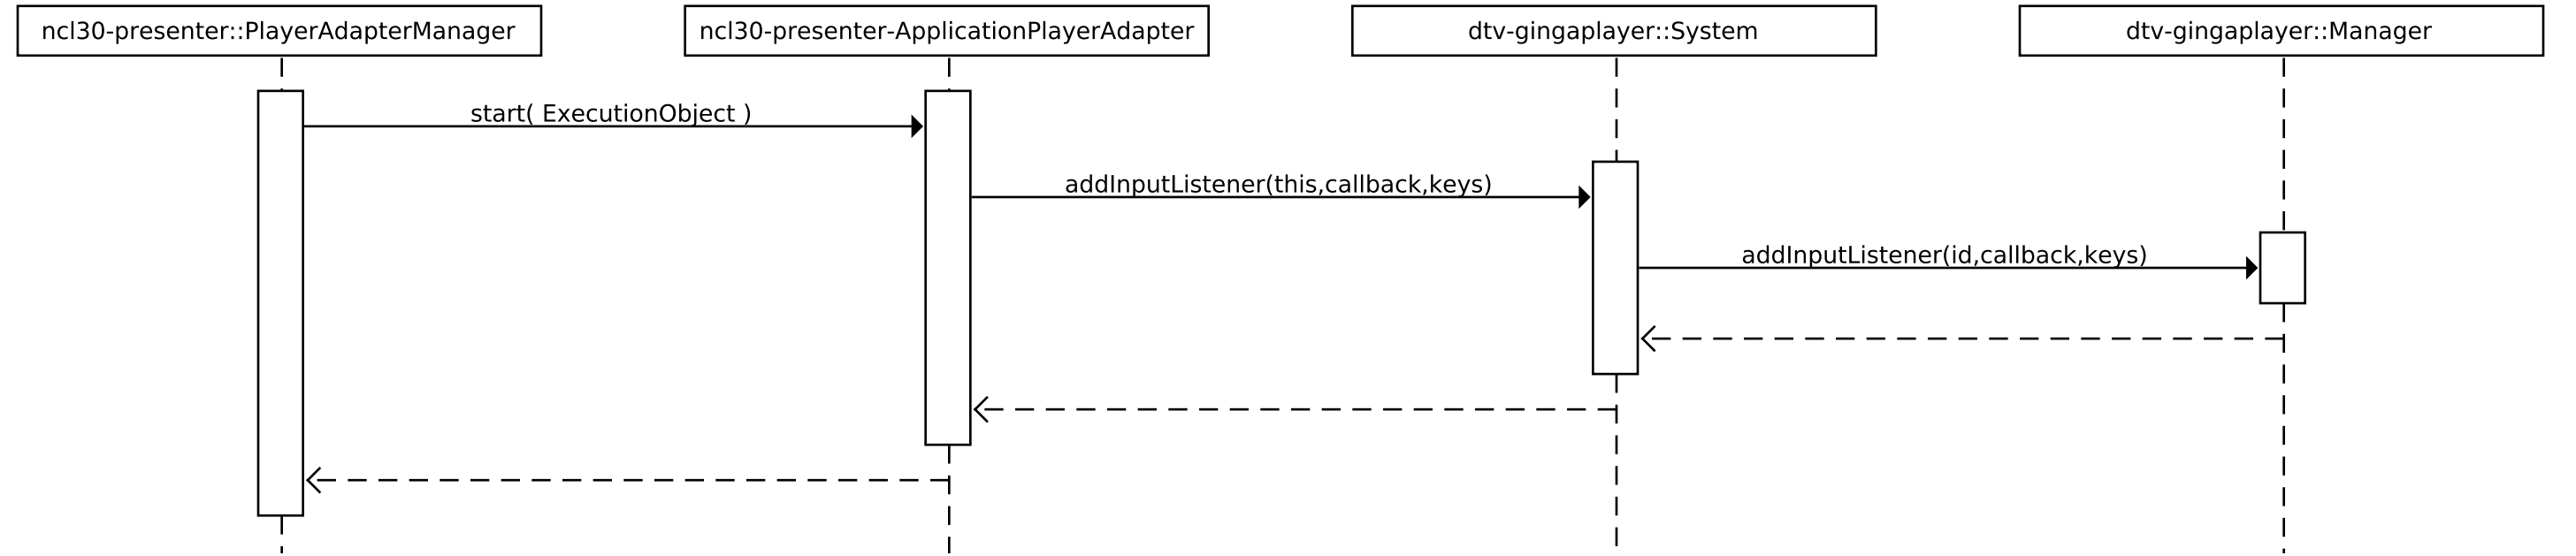 ncl30-presenter::PlayerAdapterManager
ncl30-presenter-ApplicationPlayerAdapter
dtv-gingaplayer::System
dtv-gingaplayer::Manager
start( ExecutionObject )
addInputListener(this,callback,keys)
addInputListener(id,callback,keys)